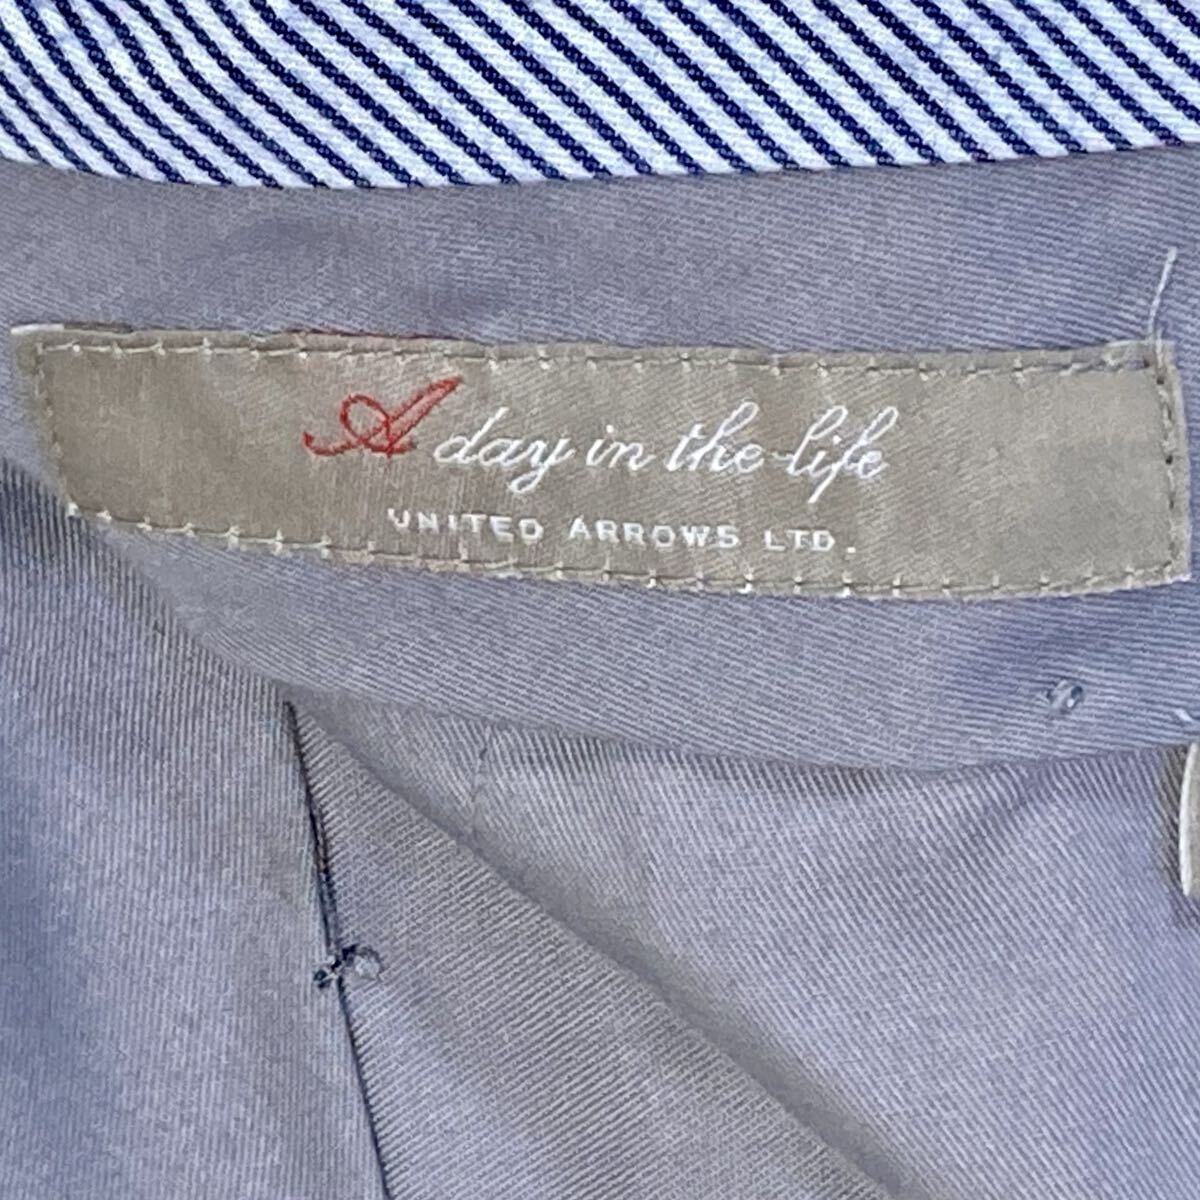 A day in the life
UNITED ARROWS LTD.